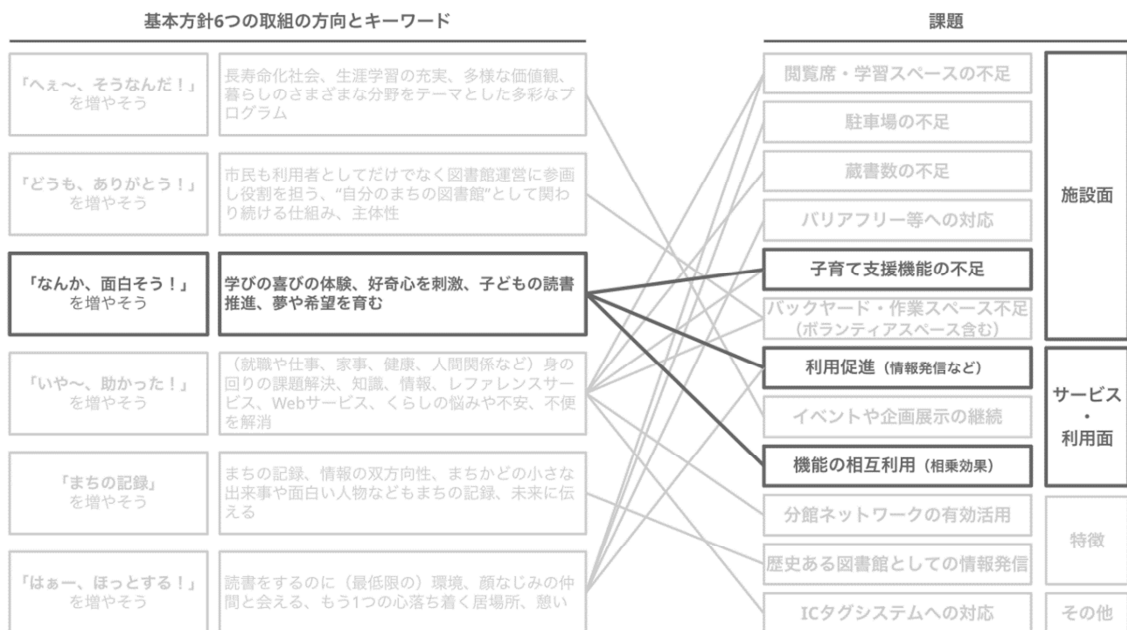 基本方針6つの取組の方向とキーワード
課題
「へぇ〜、そうなんだ！」
を増やそう
長寿命化社会、生涯学習の充実、多様な価値観、
暮らしのさまざまな分野をテーマとした多彩なプ
ログラム
「どうも、ありがとう！」
を増やそう
市民も利用者としてだけでなく図書館運営に参画
し役割を担う、“自分のまちの図書館”として関わ
り続ける仕組み、主体性
「なんか、面白そう！」
を増やそう
学びの喜びの体験、好奇心を刺激、子どもの読書
推進、夢や希望を育む
「いや〜、助かった！」
を増やそう
（就職や仕事、家事、健康、人間関係など）身の
回りの課題解決、知識、情報、レファレンスサー
ビス、Webサービス、くらしの悩みや不安、不便
を解消
「まちの記録」
を増やそう
まちの記録、情報の双方向性、まちかどの小さな
出来事や面白い人物などもまちの記録、未来に伝
える
「はぁー、ほっとする！」
を増やそう
読書をするのに（最低限の）環境、顔なじみの仲
間と会える、もう1つの心落ち着く居場所、憩い
閲覧席・学習スペースの不足
駐車場の不足
蔵書数の不足
バリアフリー等への対応
子育て支援機能の不足
バックヤード・作業スペース不足
（ボランティアスペース含む）
利用促進（情報発信など）
イベントや企画展示の継続
機能の相互利用（相乗効果）
分館ネットワークの有効活用
歴史ある図書館としての情報発信
ICタグシステムへの対応
施設面
サービス
・
利用面
特徴
その他